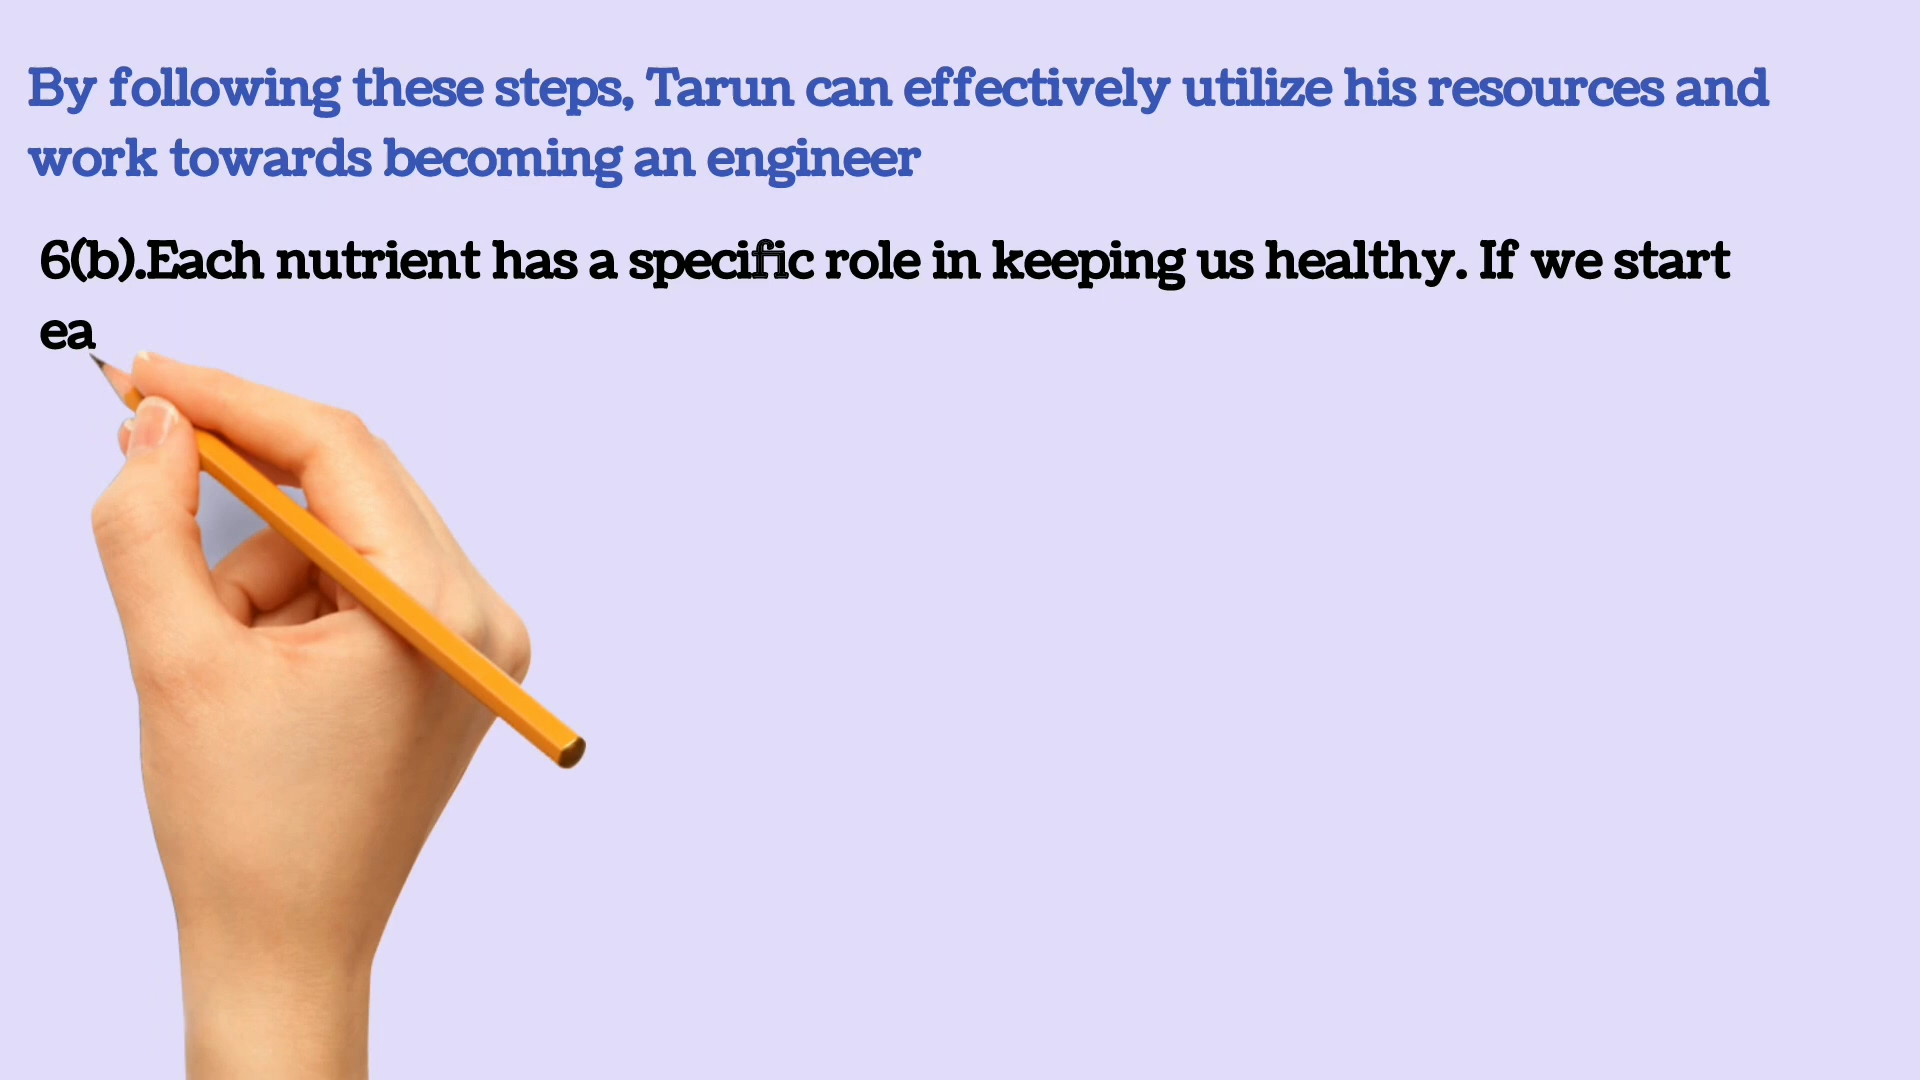 By following these steps, Tarun can effectively utilize his resources and
work towards becoming an engineer
6(b).Each nutrient has a specific role in keeping us healthy. If we start
ea